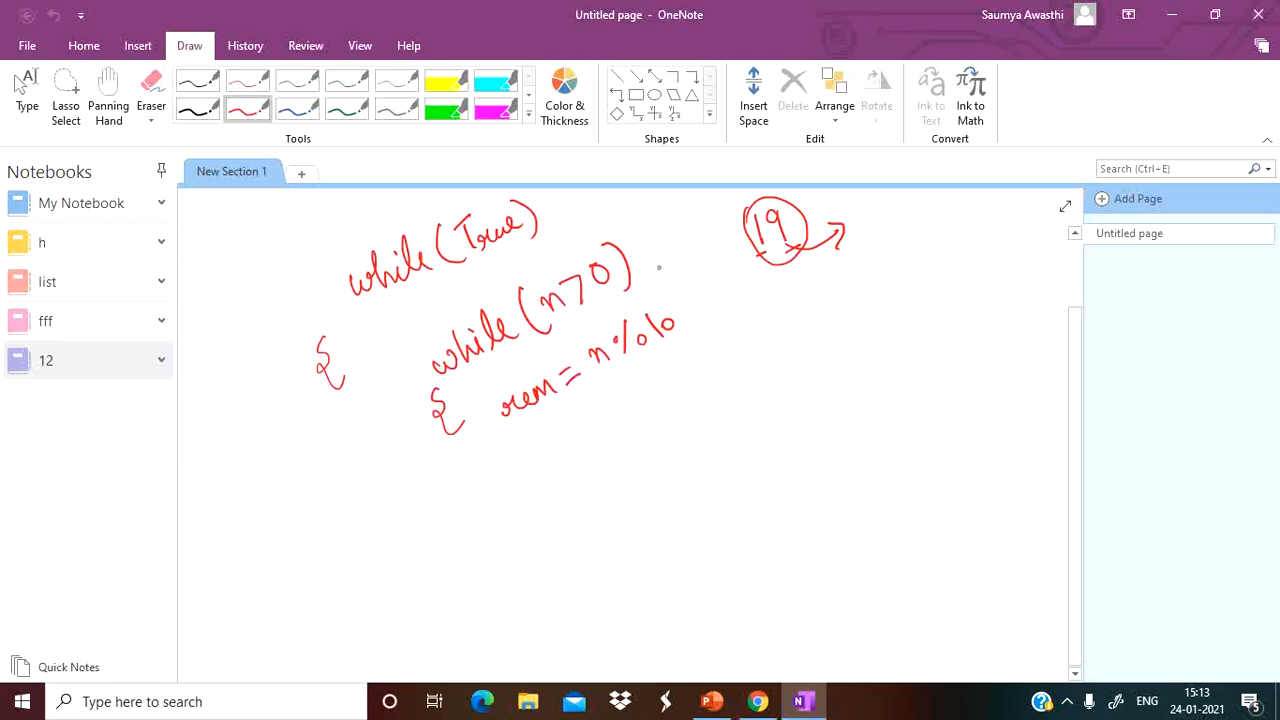 Untitled page - OneNote
Saumya Awasthi
File Home Insert Draw History Review View Help
Type
Lasso Select
Panning Hand
Eraser
Color & Thickness
Insert Space
Delete
Arrange
Rotate
Ink to Text
Ink to Math
Tools
Shapes
Edit
Convert
Notebooks
New Section 1
Search (Ctrl+E)
My Notebook
h
list
fff
12
Quick Notes
Add Page
Untitled page
while(True)
19
{ while(n>0)
{ rem = n%10
Type here to search
ENG
15:13
24-01-2021
5